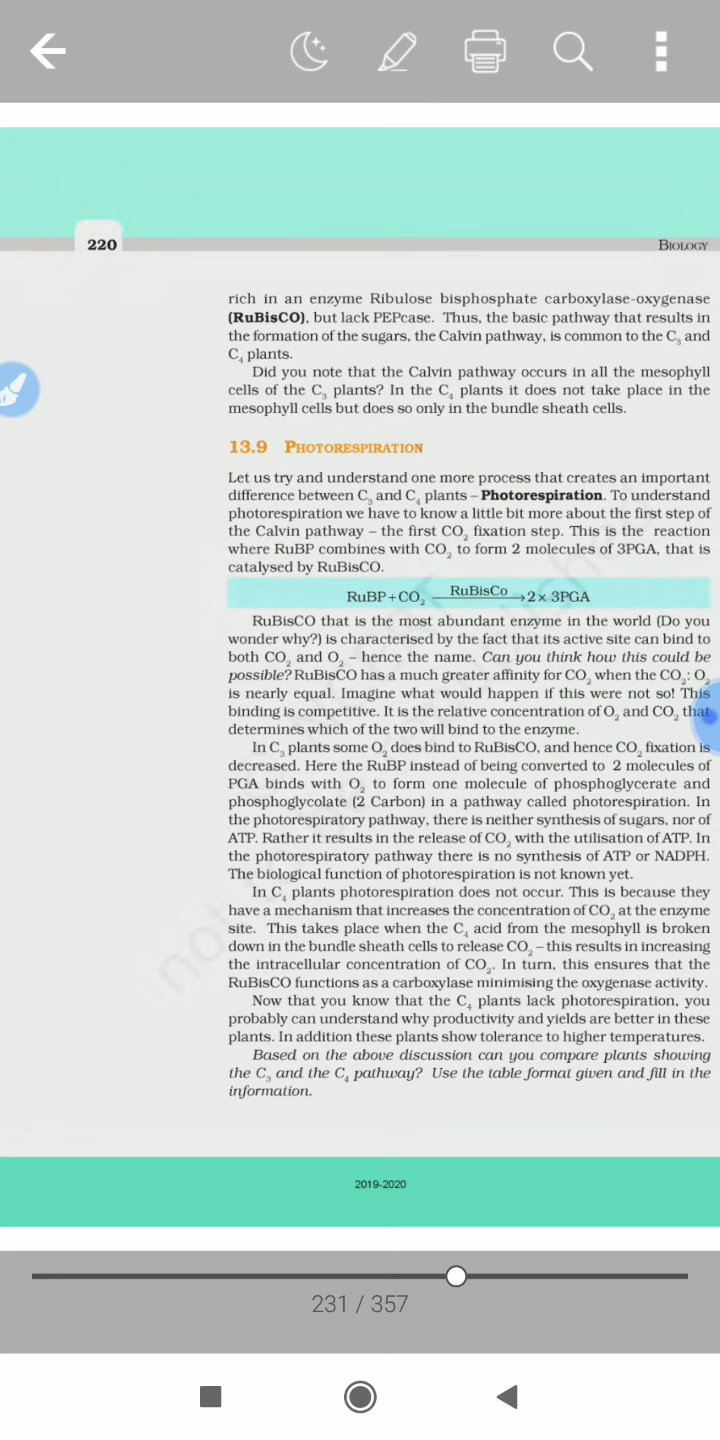 220
BIOLOGY
rich in an enzyme Ribulose bisphosphate carboxylase-oxygenase
(RuBisCO), but lack PEPcase. Thus, the basic pathway that results in
the formation of the sugars, the Calvin pathway, is common to the C₃ and
C₄ plants.
Did you note that the Calvin pathway occurs in all the mesophyll
cells of the C₃ plants? In the C₄ plants it does not take place in the
mesophyll cells but does so only in the bundle sheath cells.
13.9 PHOTORESPIRATION
Let us try and understand one more process that creates an important
difference between C₃ and C₄ plants – Photorespiration. To understand
photorespiration we have to know a little bit more about the first step of
the Calvin pathway – the first CO₂ fixation step. This is the reaction
where RuBP combines with CO₂ to form 2 molecules of 3PGA, that is
catalysed by RuBisCO.
RuBP+CO₂ —RuBisCo→ 2× 3PGA
RuBisCO that is the most abundant enzyme in the world (Do you
wonder why?) is characterised by the fact that its active site can bind to
both CO₂ and O₂ – hence the name. Can you think how this could be
possible? RuBisCO has a much greater affinity for CO₂ when the CO₂: O₂
is nearly equal. Imagine what would happen if this were not so! This
binding is competitive. It is the relative concentration of O₂ and CO₂ that
determines which of the two will bind to the enzyme.
In C₃ plants some O₂ does bind to RuBisCO, and hence CO₂ fixation is
decreased. Here the RuBP instead of being converted to 2 molecules of
PGA binds with O₂ to form one molecule of phosphoglycerate and
phosphoglycolate (2 Carbon) in a pathway called photorespiration. In
the photorespiratory pathway, there is neither synthesis of sugars, nor of
ATP. Rather it results in the release of CO₂ with the utilisation of ATP. In
the photorespiratory pathway there is no synthesis of ATP or NADPH.
The biological function of photorespiration is not known yet.
In C₄ plants photorespiration does not occur. This is because they
have a mechanism that increases the concentration of CO₂ at the enzyme
site. This takes place when the C₄ acid from the mesophyll is broken
down in the bundle sheath cells to release CO₂ – this results in increasing
the intracellular concentration of CO₂. In turn, this ensures that the
RuBisCO functions as a carboxylase minimising the oxygenase activity.
Now that you know that the C₄ plants lack photorespiration, you
probably can understand why productivity and yields are better in these
plants. In addition these plants show tolerance to higher temperatures.
Based on the above discussion can you compare plants showing
the C₃ and the C₄ pathway? Use the table format given and fill in the
information.
2019-2020
231 / 357